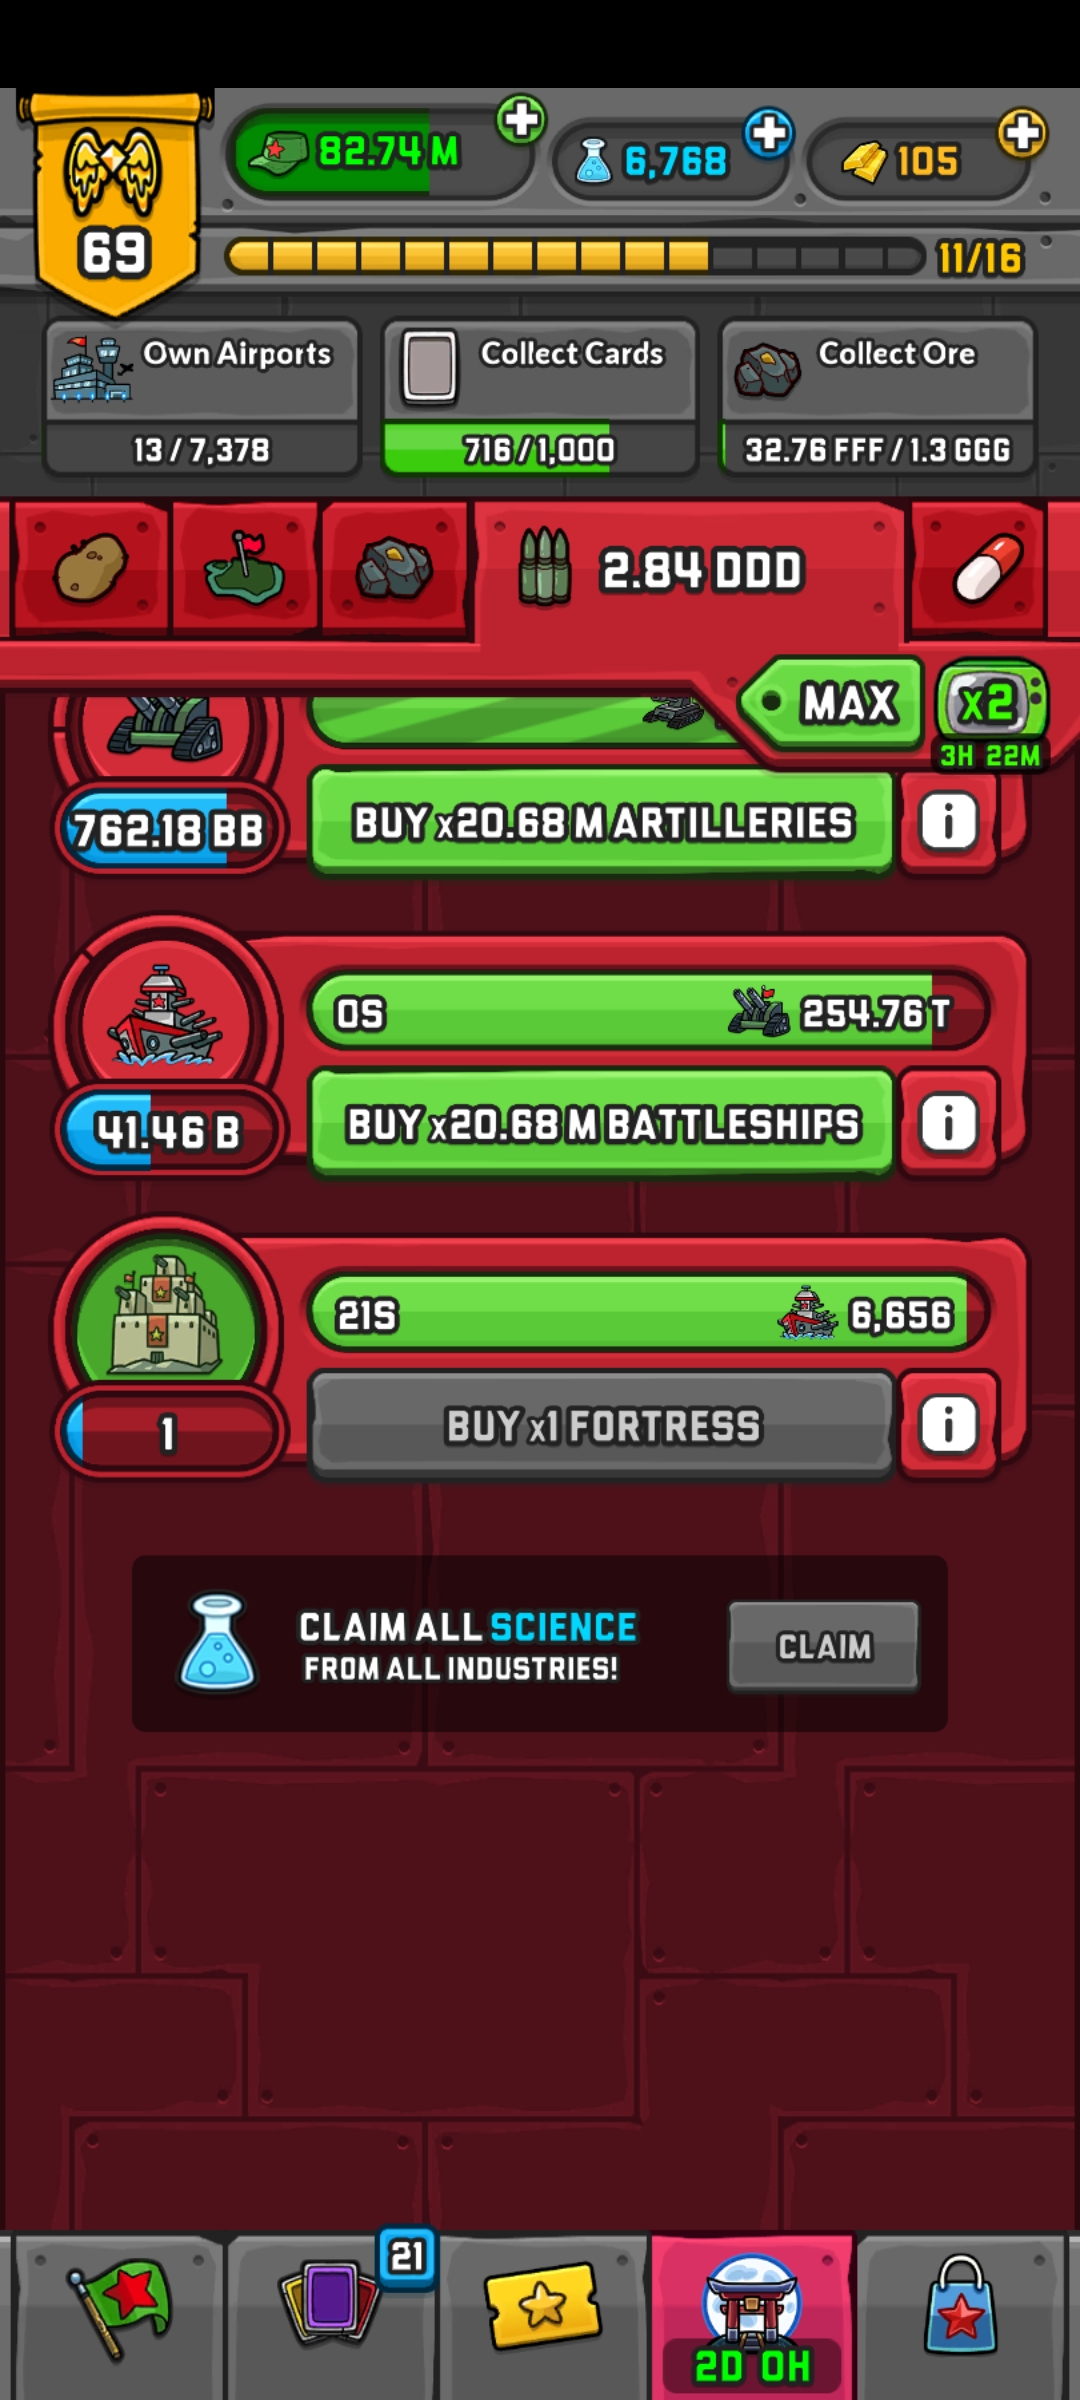 82.74 M
6,768
105
69
11/16
Own Airports
Collect Cards
Collect Ore
13 / 7,378
716 / 1,000
32.76 FFF / 1.3 GGG
2.84 DDD
MAX
x2
3H 22M
762.18 BB
BUY x20.68 M ARTILLERIES
i
0S
254.76 T
41.46 B
BUY x20.68 M BATTLESHIPS
i
21S
6,656
1
BUY x1 FORTRESS
i
CLAIM ALL SCIENCE
FROM ALL INDUSTRIES!
CLAIM
21
2D 0H